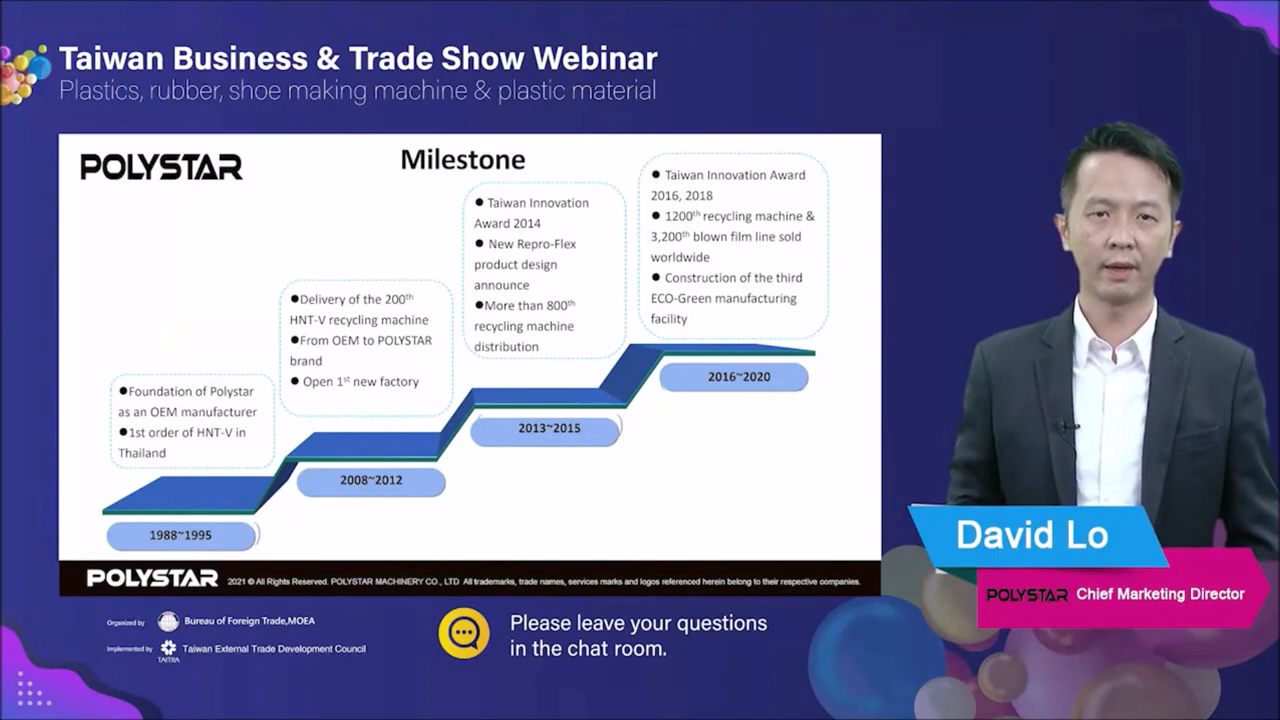 Taiwan Business & Trade Show Webinar
Plastics, rubber, shoe making machine & plastic material
POLYSTAR
Milestone
●Foundation of Polystar
as an OEM manufacturer
●1st order of HNT-V in
Thailand
1988~1995
●Delivery of the 200th
HNT-V recycling machine
●From OEM to POLYSTAR
brand
● Open 1st new factory
2008~2012
● Taiwan Innovation
Award 2014
● New Repro-Flex
product design
announce
●More than 800th
recycling machine
distribution
2013~2015
● Taiwan Innovation Award
2016, 2018
● 1200th recycling machine &
3,200th blown film line sold
worldwide
● Construction of the third
ECO-Green manufacturing
facility
2016~2020
POLYSTAR 2021 © All Rights Reserved. POLYSTAR MACHINERY CO., LTD All trademarks, trade names, services marks and logos referenced herein belong to their respective companies.
David Lo
POLYSTAR Chief Marketing Director
Organized by Bureau of Foreign Trade,MOEA
Implemented by TAITRA Taiwan External Trade Development Council
Please leave your questions
in the chat room.